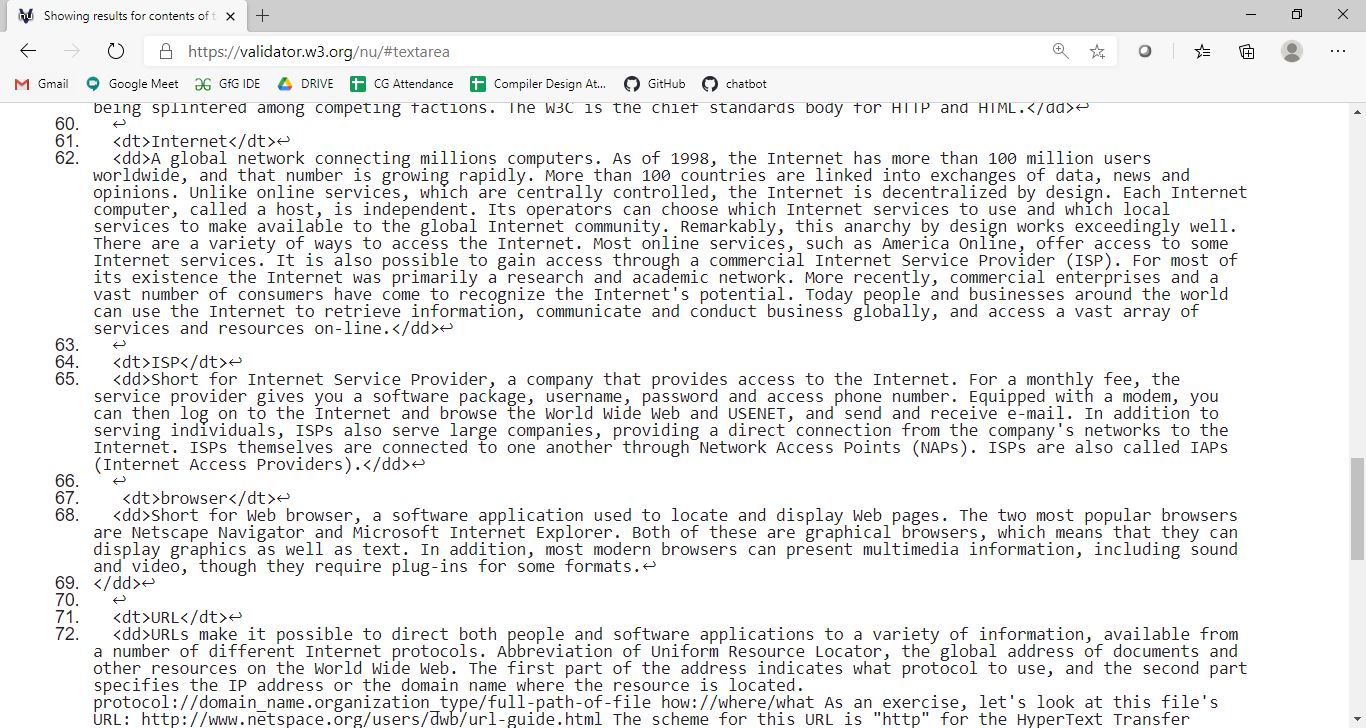 Showing results for contents of t
https://validator.w3.org/nu/#textarea
Gmail Google Meet GfG IDE DRIVE CG Attendance Compiler Design At... GitHub chatbot
being splintered among competing factions. The W3C is the chief standards body for HTTP and HTML.</dd>↩
60. ↩
61. <dt>Internet</dt>↩
62. <dd>A global network connecting millions computers. As of 1998, the Internet has more than 100 million users
worldwide, and that number is growing rapidly. More than 100 countries are linked into exchanges of data, news and
opinions. Unlike online services, which are centrally controlled, the Internet is decentralized by design. Each Internet
computer, called a host, is independent. Its operators can choose which Internet services to use and which local
services to make available to the global Internet community. Remarkably, this anarchy by design works exceedingly well.
There are a variety of ways to access the Internet. Most online services, such as America Online, offer access to some
Internet services. It is also possible to gain access through a commercial Internet Service Provider (ISP). For most of
its existence the Internet was primarily a research and academic network. More recently, commercial enterprises and a
vast number of consumers have come to recognize the Internet's potential. Today people and businesses around the world
can use the Internet to retrieve information, communicate and conduct business globally, and access a vast array of
services and resources on-line.</dd>↩
63. ↩
64. <dt>ISP</dt>↩
65. <dd>Short for Internet Service Provider, a company that provides access to the Internet. For a monthly fee, the
service provider gives you a software package, username, password and access phone number. Equipped with a modem, you
can then log on to the Internet and browse the World Wide Web and USENET, and send and receive e-mail. In addition to
serving individuals, ISPs also serve large companies, providing a direct connection from the company's networks to the
Internet. ISPs themselves are connected to one another through Network Access Points (NAPs). ISPs are also called IAPs
(Internet Access Providers).</dd>↩
66. ↩
67. <dt>browser</dt>↩
68. <dd>Short for Web browser, a software application used to locate and display Web pages. The two most popular browsers
are Netscape Navigator and Microsoft Internet Explorer. Both of these are graphical browsers, which means that they can
display graphics as well as text. In addition, most modern browsers can present multimedia information, including sound
and video, though they require plug-ins for some formats.↩
69. </dd>↩
70. ↩
71. <dt>URL</dt>↩
72. <dd>URLs make it possible to direct both people and software applications to a variety of information, available from
a number of different Internet protocols. Abbreviation of Uniform Resource Locator, the global address of documents and
other resources on the World Wide Web. The first part of the address indicates what protocol to use, and the second part
specifies the IP address or the domain name where the resource is located.
protocol://domain_name.organization_type/full-path-of-file how://where/what As an exercise, let's look at this file's
URL: http://www.netspace.org/users/dwb/url-guide.html The scheme for this URL is "http" for the HyperText Transfer